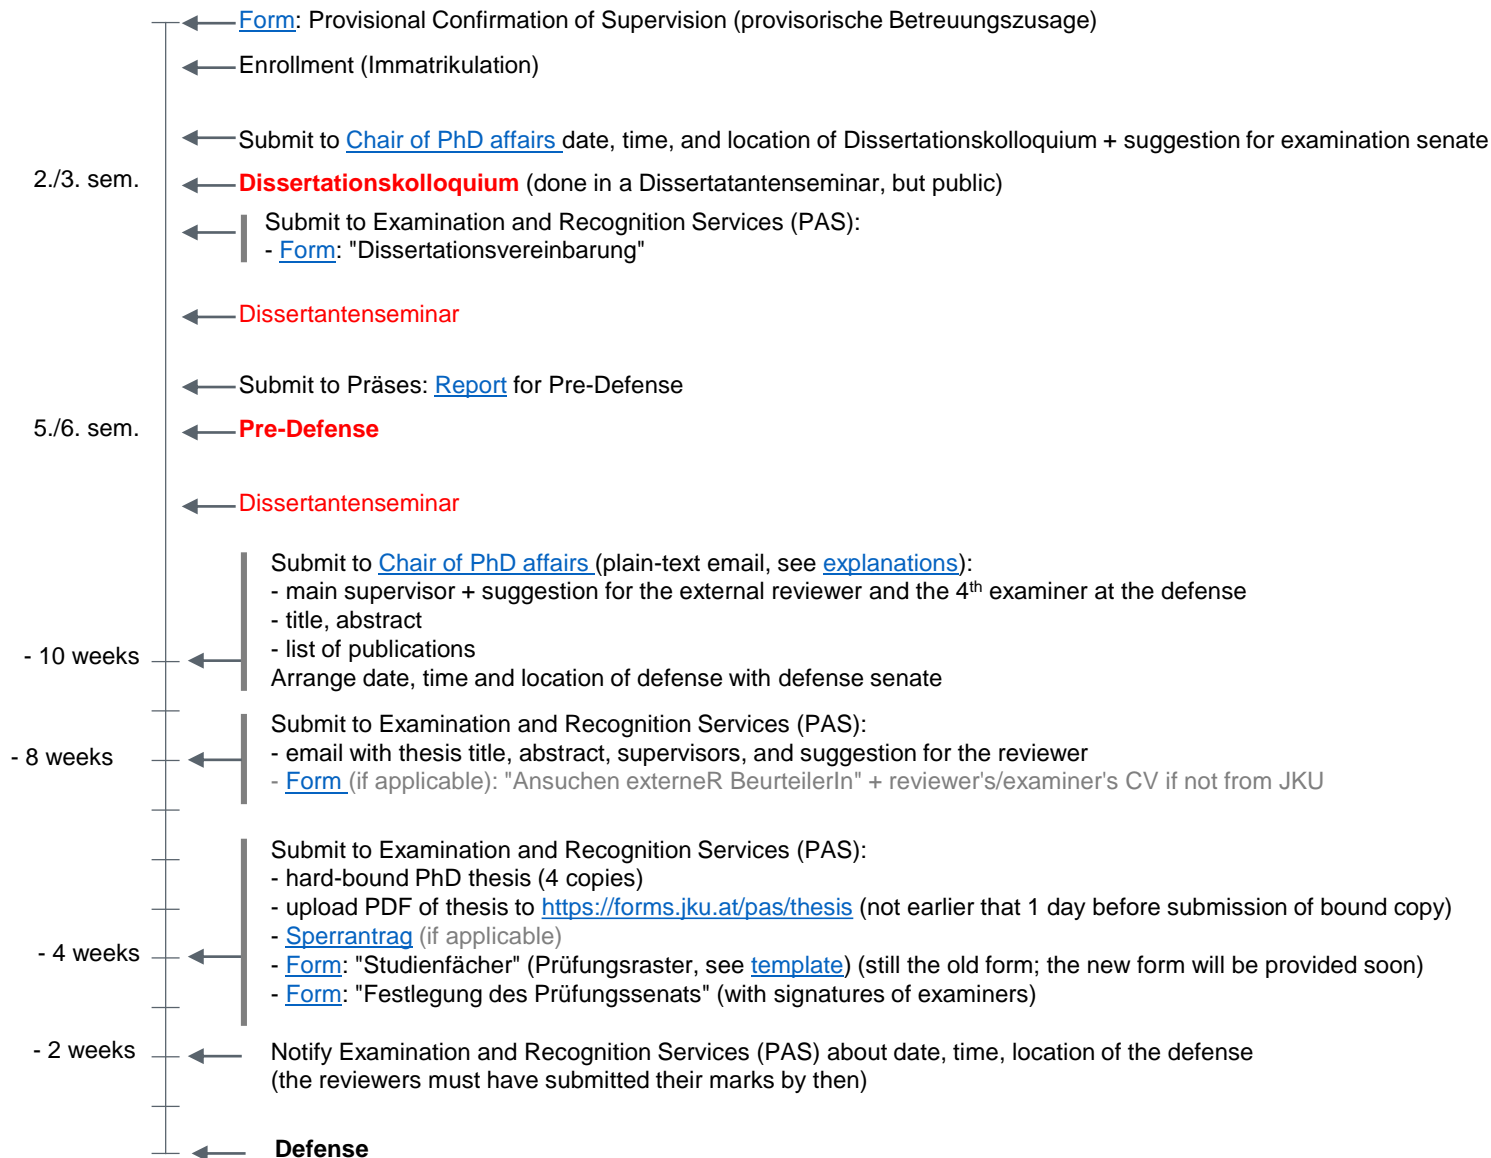 Form: Provisional Confirmation of Supervision (provisorische Betreuungszusage)
Enrollment (Immatrikulation)
Submit to Chair of PhD affairs date, time, and location of Dissertationskolloquium + suggestion for examination senate
2./3. sem.
Dissertationskolloquium (done in a Dissertatantenseminar, but public)
Submit to Examination and Recognition Services (PAS):
- Form: "Dissertationsvereinbarung"
Dissertantenseminar
Submit to Präses: Report for Pre-Defense
5./6. sem.
Pre-Defense
Dissertantenseminar
Submit to Chair of PhD affairs (plain-text email, see explanations):
- main supervisor + suggestion for the external reviewer and the 4th examiner at the defense
- title, abstract
- list of publications
- 10 weeks
Arrange date, time and location of defense with defense senate
Submit to Examination and Recognition Services (PAS):
- 8 weeks
- email with thesis title, abstract, supervisors, and suggestion for the reviewer
- Form (if applicable): "Ansuchen externeR BeurteilerIn" + reviewer's/examiner's CV if not from JKU
Submit to Examination and Recognition Services (PAS):
- hard-bound PhD thesis (4 copies)
- upload PDF of thesis to https://forms.jku.at/pas/thesis (not earlier that 1 day before submission of bound copy)
- Sperrantrag (if applicable)
- 4 weeks
- Form: "Studienfächer" (Prüfungsraster, see template) (still the old form; the new form will be provided soon)
- Form: "Festlegung des Prüfungssenats" (with signatures of examiners)
- 2 weeks
Notify Examination and Recognition Services (PAS) about date, time, location of the defense
(the reviewers must have submitted their marks by then)
Defense